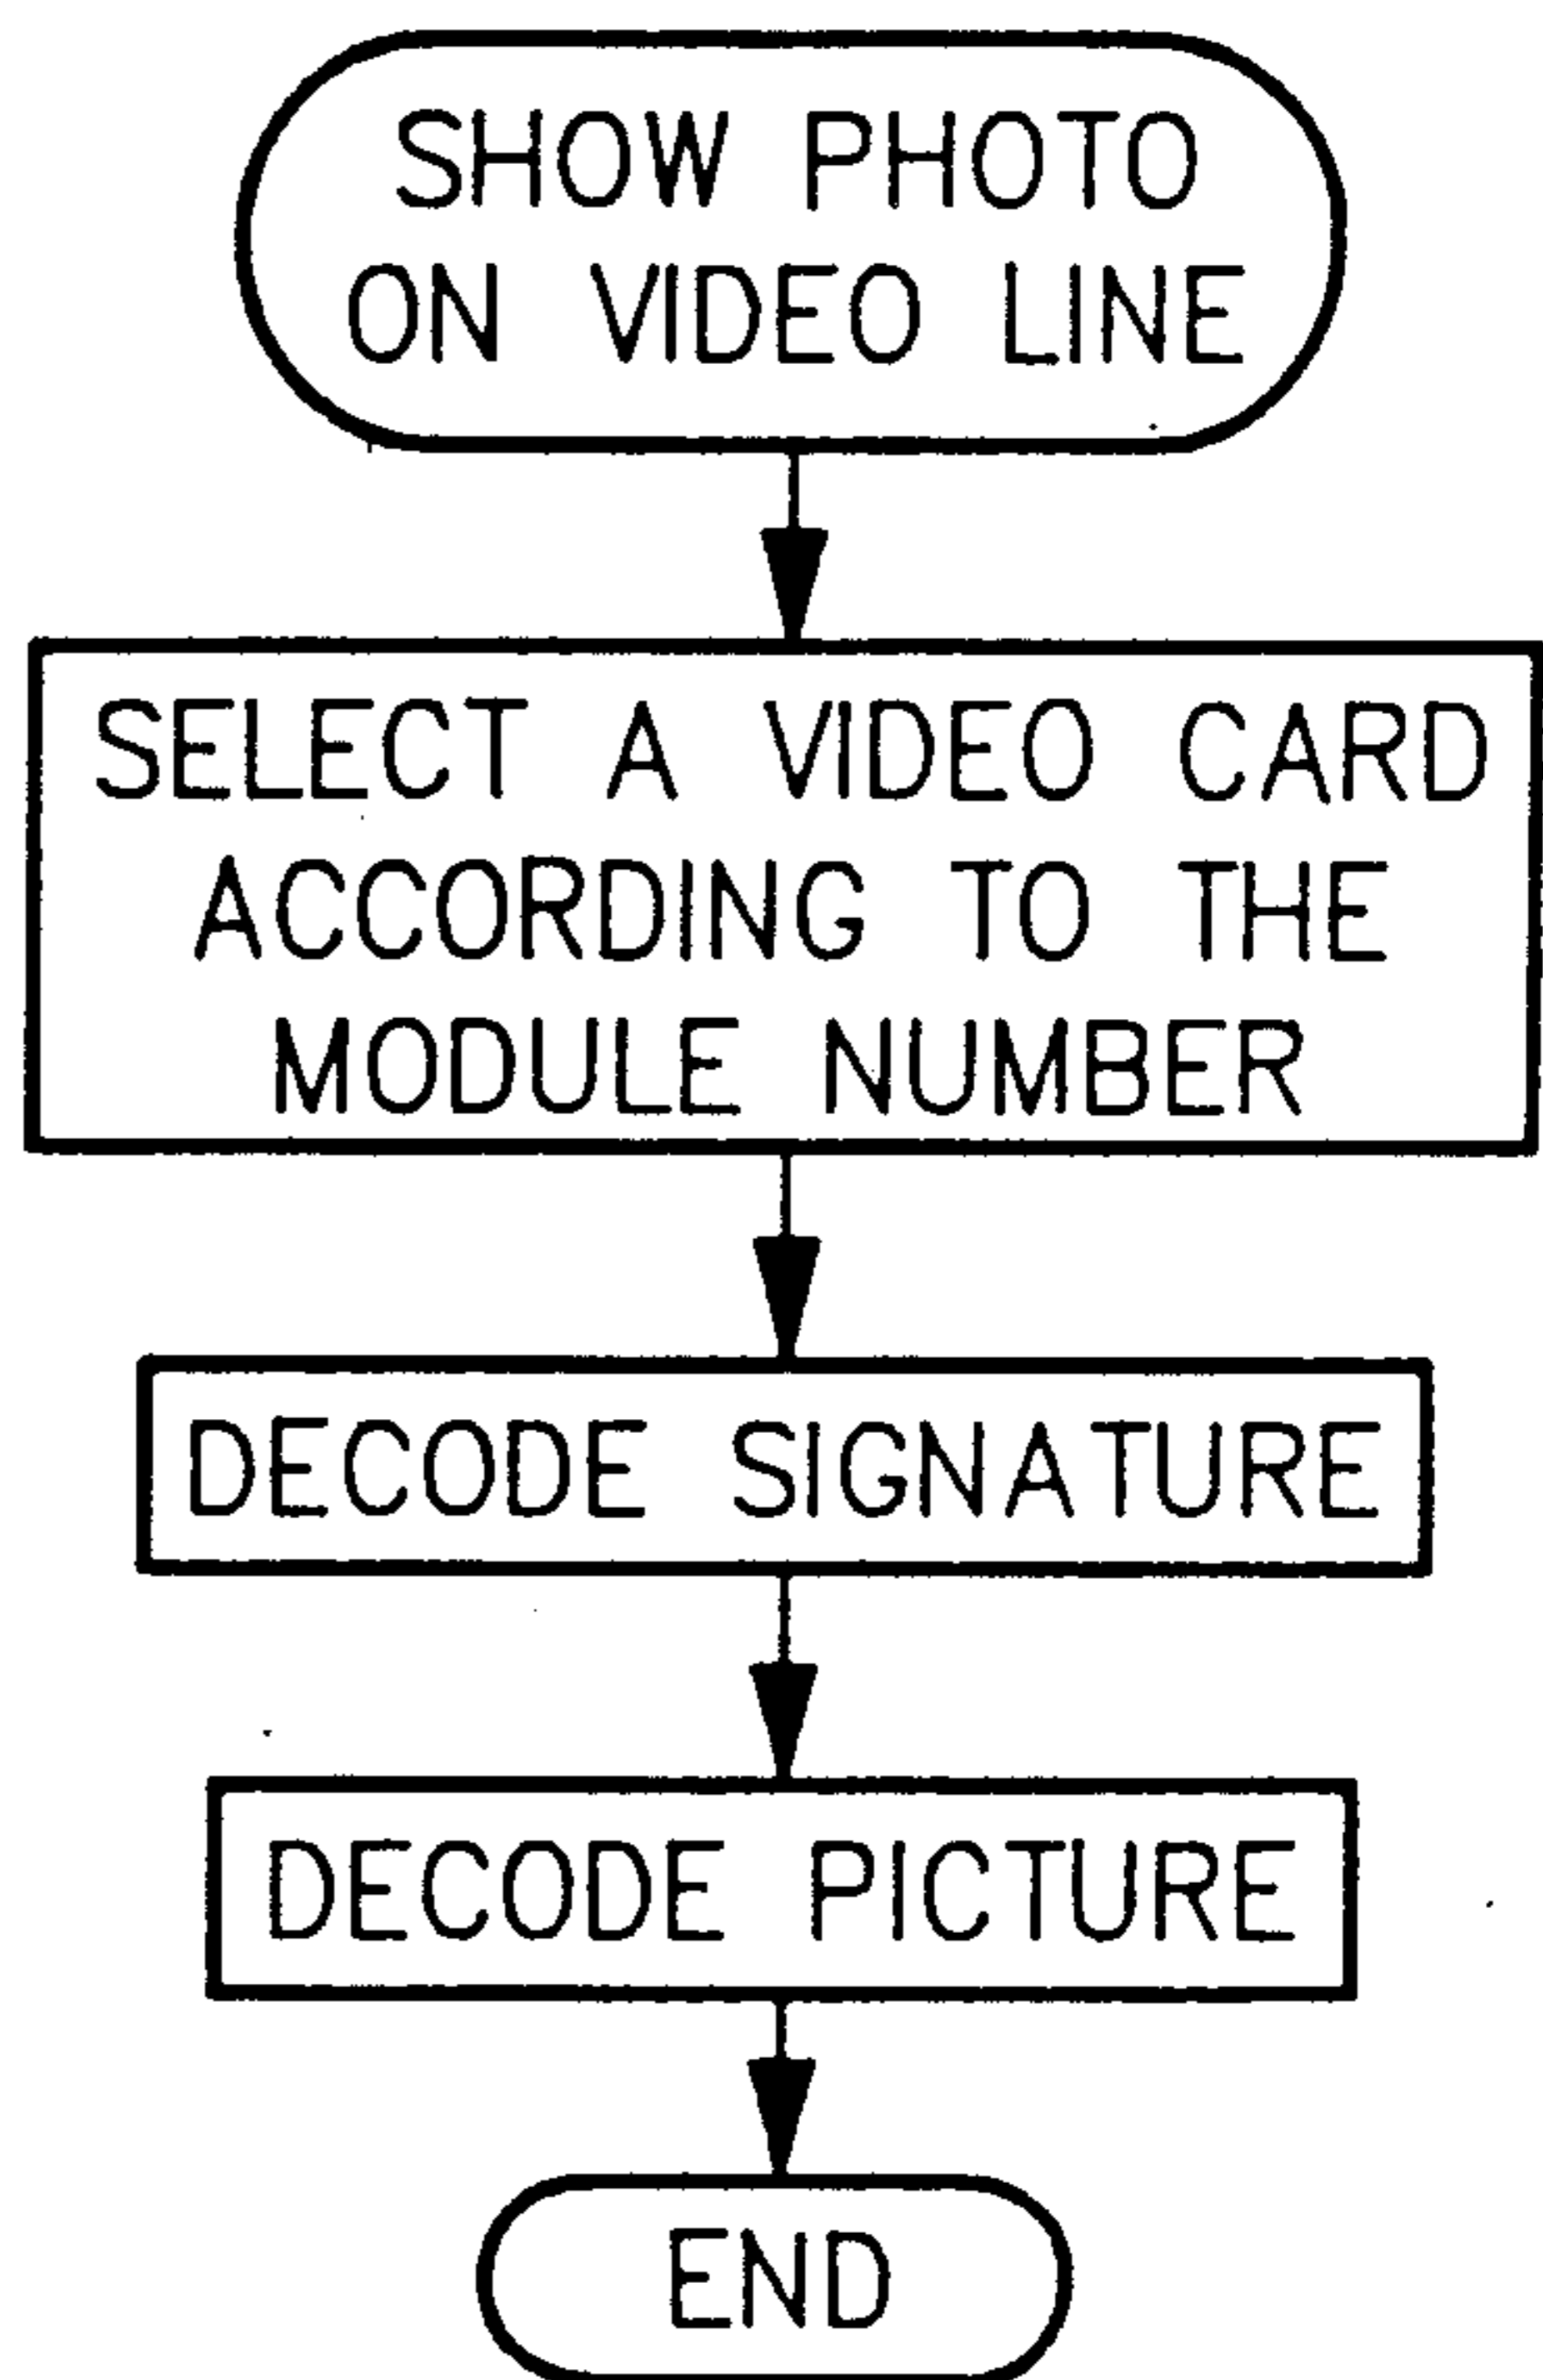 SHOW PHOTO
ON VIDEO LINE
SELECT A VIDEO CARD
ACCORDING TO THE
MODULE NUMBER
DECODE SIGNATURE
DECODE PICTURE
END